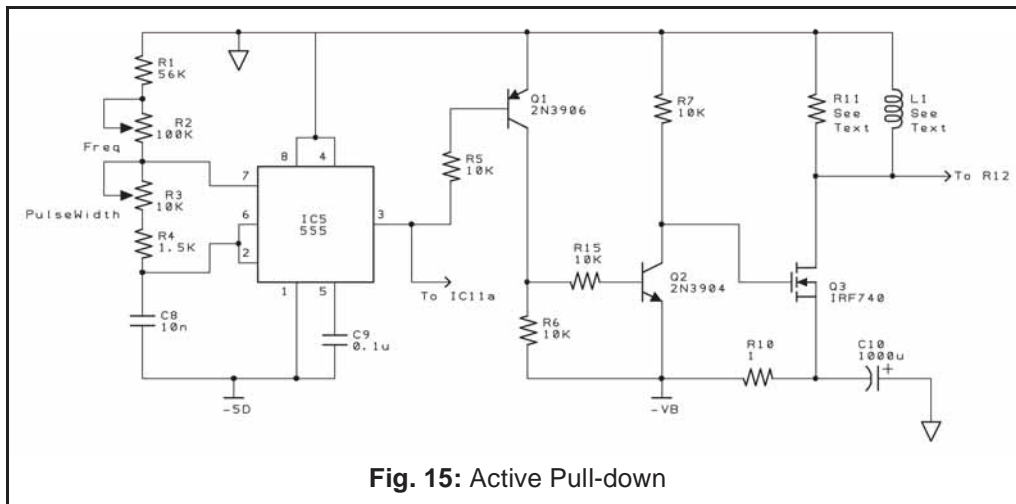 R1
56K
R2
100K
Freq
R3
10K
PulseWidth
R4
1.5K
C8
10n
8
4
7
6
2
3
1
5
IC5
555
C9
0.1u
-5D
To IC11a
R5
10K
Q1
2N3906
R15
10K
R6
10K
R7
10K
Q2
2N3904
-VB
R10
1
R11
See
Text
L1
See
Text
To R12
Q3
IRF740
C10
1000u
+
Fig. 15: Active Pull-down